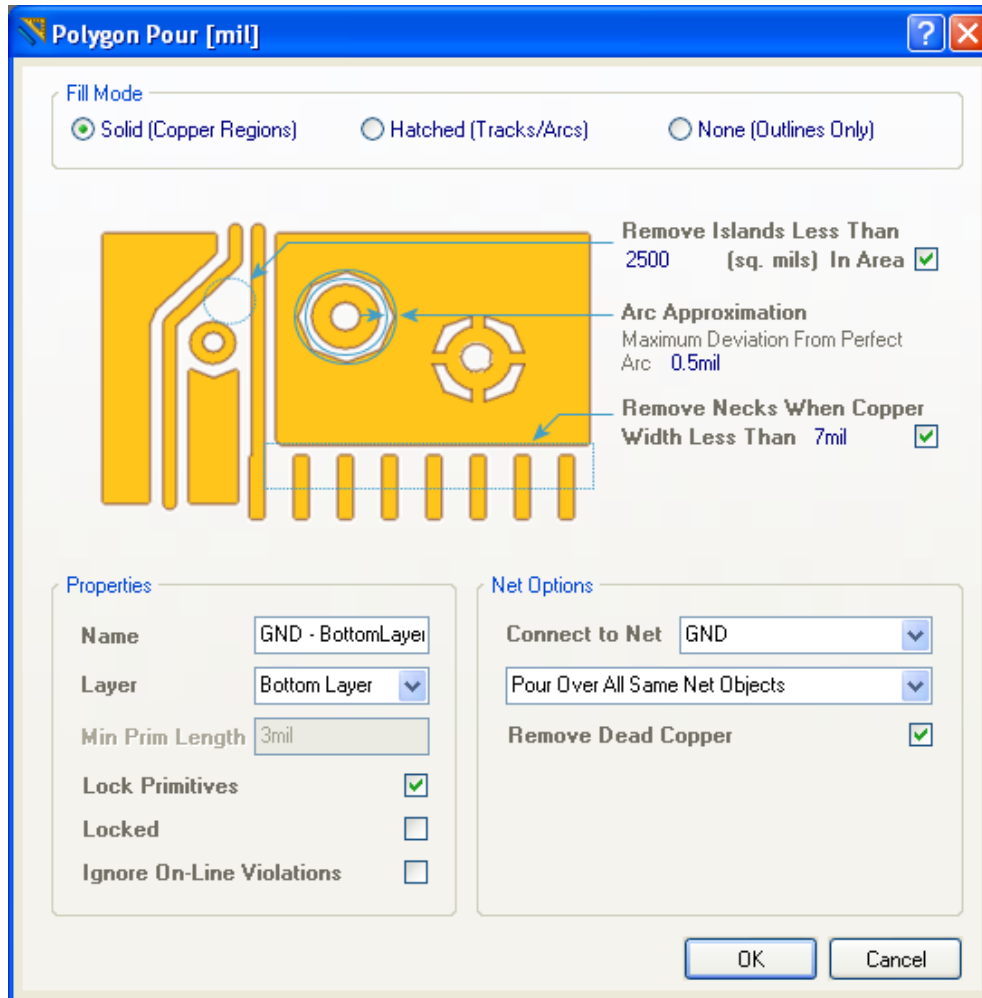 Polygon Pour [mil]
Fill Mode
Solid (Copper Regions) Hatched (Tracks/Arcs) None (Outlines Only)
Remove Islands Less Than
2500 (sq. mils) In Area
Arc Approximation
Maximum Deviation From Perfect
Arc 0.5mil
Remove Necks When Copper
Width Less Than 7mil
Properties
Name GND - BottomLayer
Layer Bottom Layer
Min Prim Length 3mil
Lock Primitives
Locked
Ignore On-Line Violations
Net Options
Connect to Net GND
Pour Over All Same Net Objects
Remove Dead Copper
OK Cancel